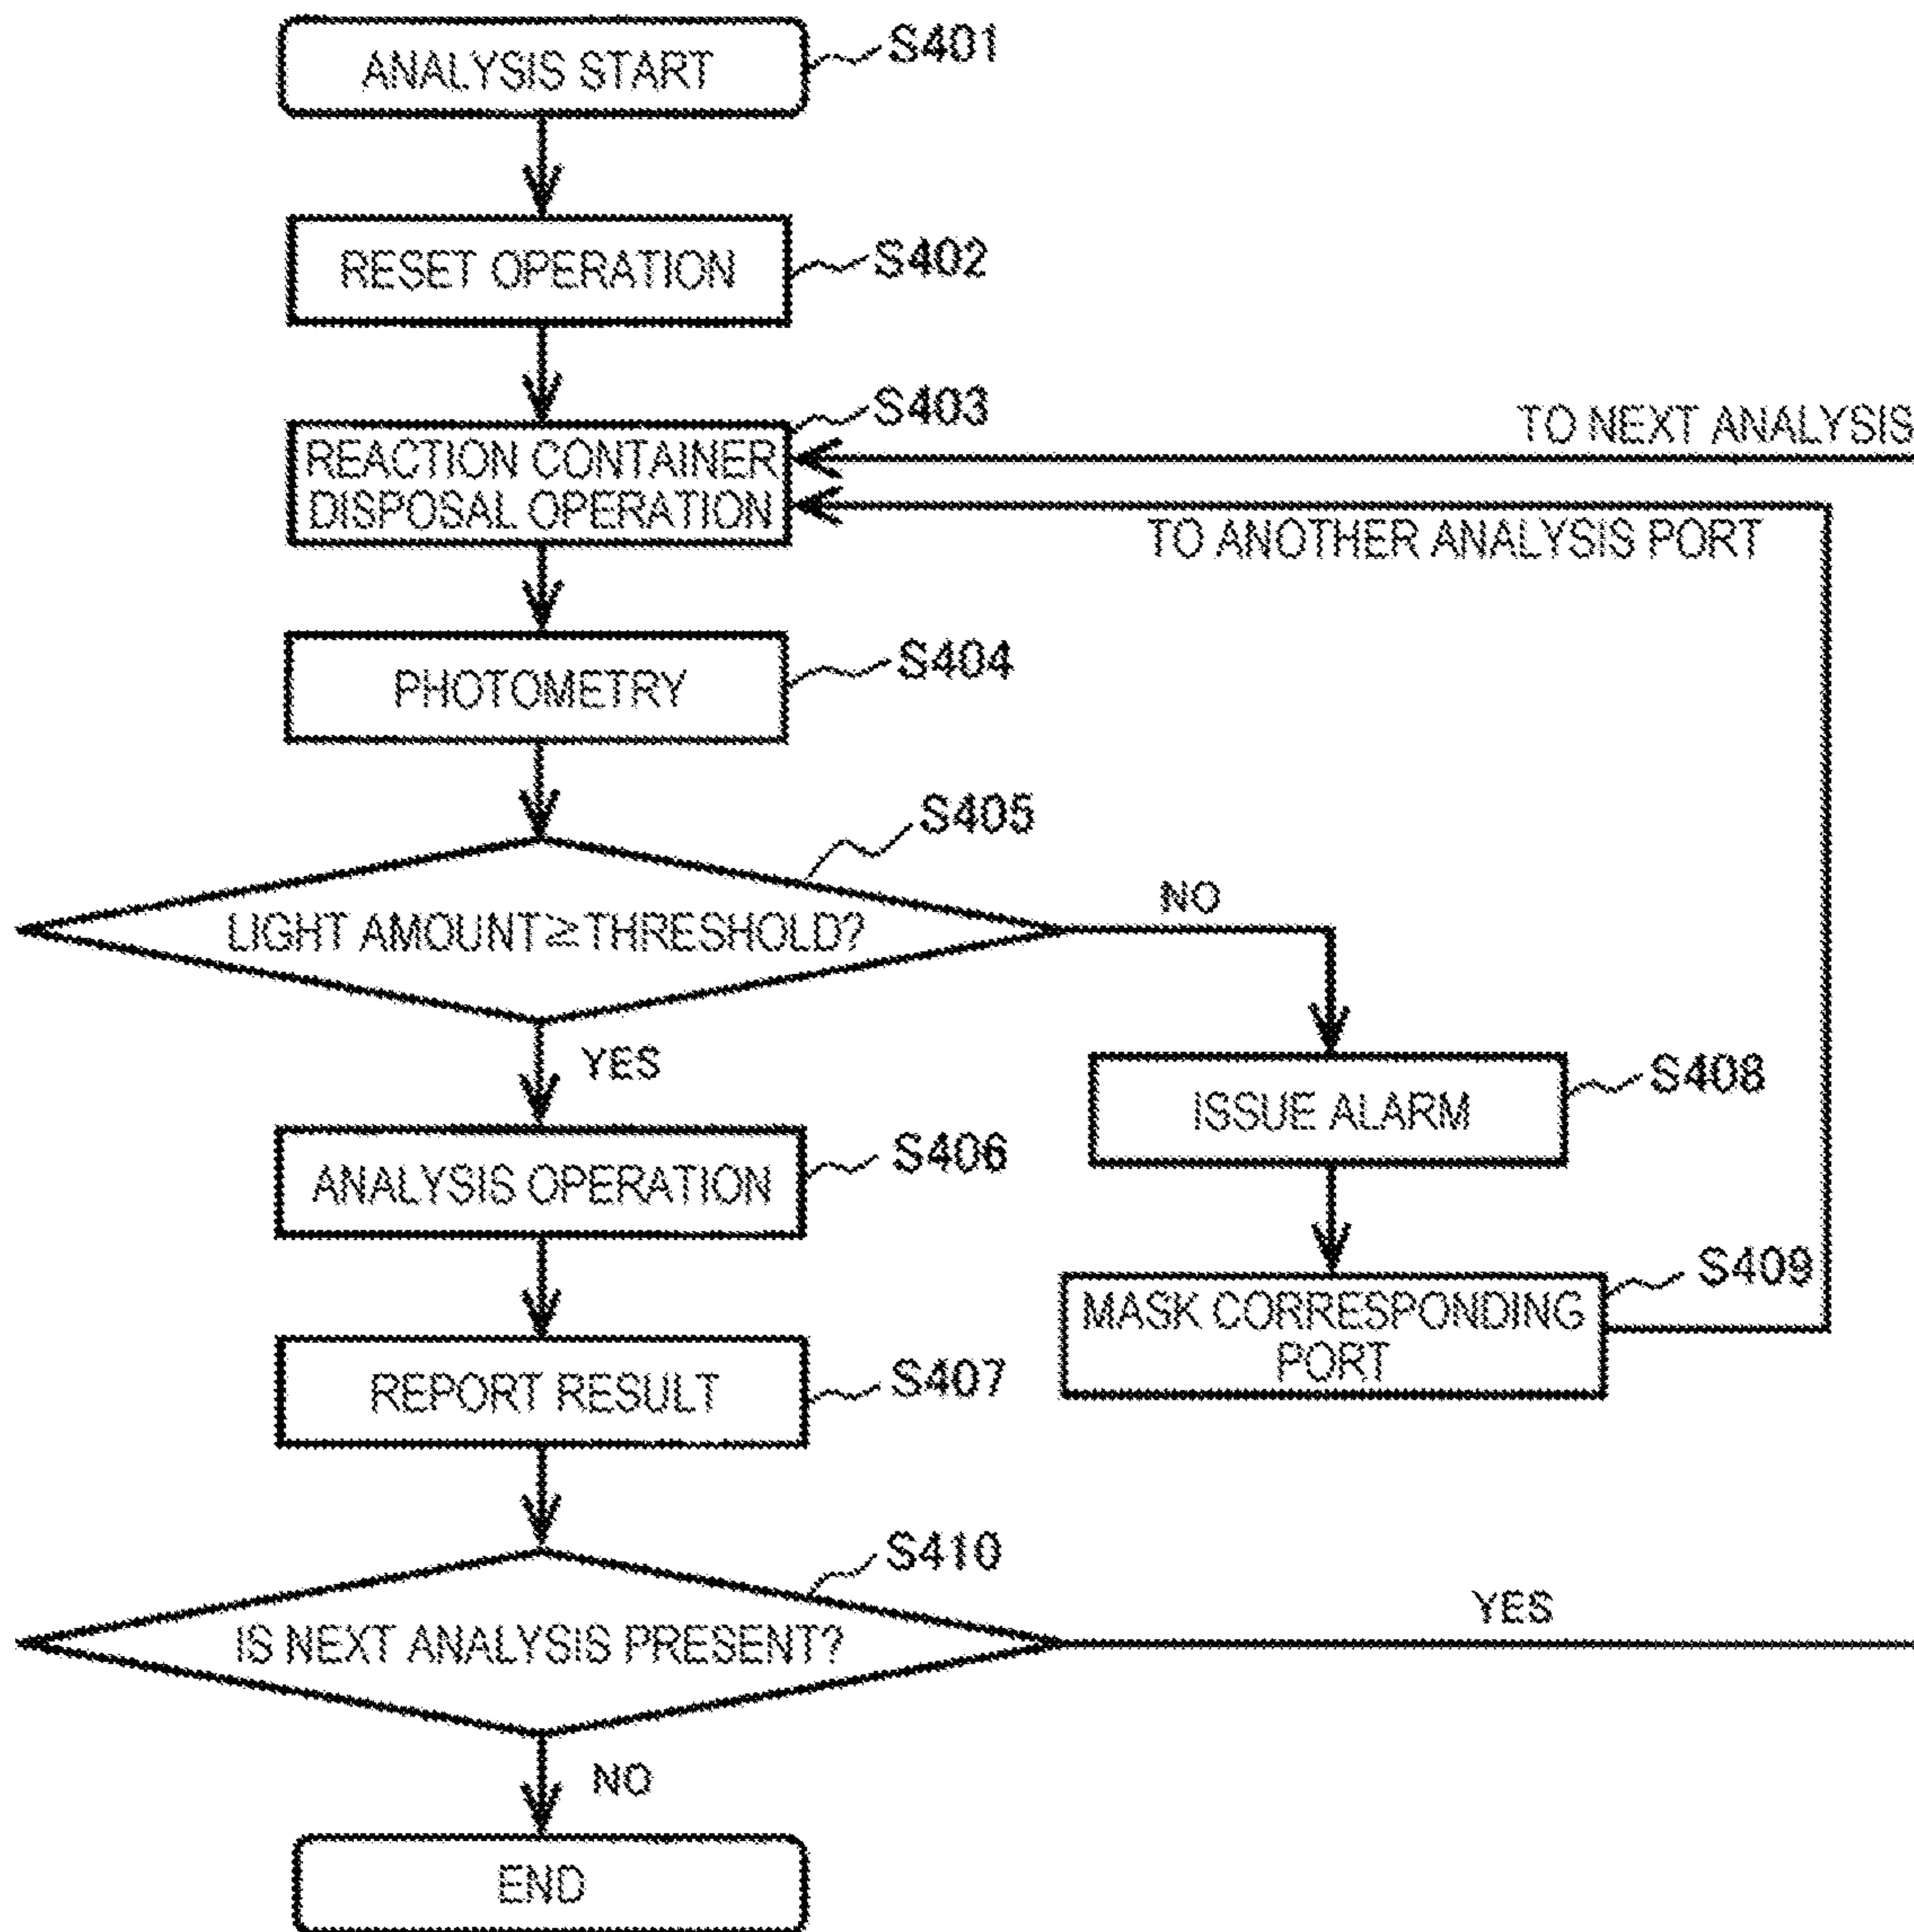 ANALYSIS START
S401
RESET OPERATION
S402
S403
REACTION CONTAINER
DISPOSAL OPERATION
TO NEXT ANALYSIS
TO ANOTHER ANALYSIS PORT
PHOTOMETRY
S404
S405
LIGHT AMOUNT≧THRESHOLD?
NO
YES
ISSUE ALARM
S408
ANALYSIS OPERATION
S406
MASK CORRESPONDING
PORT
S409
REPORT RESULT
S407
S410
IS NEXT ANALYSIS PRESENT?
YES
NO
END